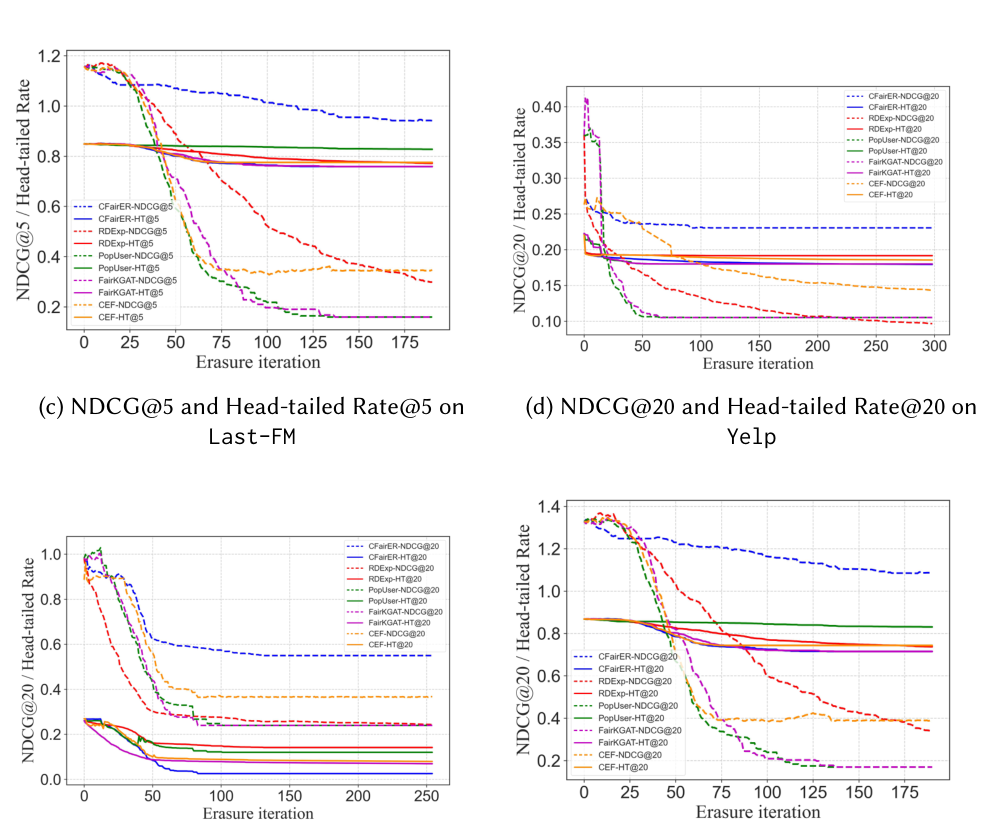 NDCG@5 / Head-tailed Rate
1.2
1.0
0.8
0.6
0.4
0.2
CFairER-NDCG@5
CFairER-HT@5
RDExp-NDCG@5
RDExp-HT@5
PopUser-NDCG@5
PopUser-HT@5
FairKGAT-NDCG@5
FairKGAT-HT@5
CEF-NDCG@5
CEF-HT@5
0 25 50 75 100 125 150 175
Erasure iteration
NDCG@20 / Head-tailed Rate
0.40
0.35
0.30
0.25
0.20
0.15
0.10
CFairER-NDCG@20
CFairER-HT@20
RDExp-NDCG@20
RDExp-HT@20
PopUser-NDCG@20
PopUser-HT@20
FairKGAT-NDCG@20
FairKGAT-HT@20
CEF-NDCG@20
CEF-HT@20
0 50 100 150 200 250 300
Erasure iteration
(c) NDCG@5 and Head-tailed Rate@5 on
Last-FM
(d) NDCG@20 and Head-tailed Rate@20 on
Yelp
NDCG@20 / Head-tailed Rate
1.0
0.8
0.6
0.4
0.2
0.0
CFairER-NDCG@20
CFairER-HT@20
RDExp-NDCG@20
RDExp-HT@20
PopUser-NDCG@20
PopUser-HT@20
FairKGAT-NDCG@20
FairKGAT-HT@20
CEF-NDCG@20
CEF-HT@20
0 50 100 150 200 250
Erasure iteration
NDCG@20 / Head-tailed Rate
1.4
1.2
1.0
0.8
0.6
0.4
0.2
CFairER-NDCG@20
CFairER-HT@20
RDExp-NDCG@20
RDExp-HT@20
PopUser-NDCG@20
PopUser-HT@20
FairKGAT-NDCG@20
FairKGAT-HT@20
CEF-NDCG@20
CEF-HT@20
0 25 50 75 100 125 150 175
Erasure iteration